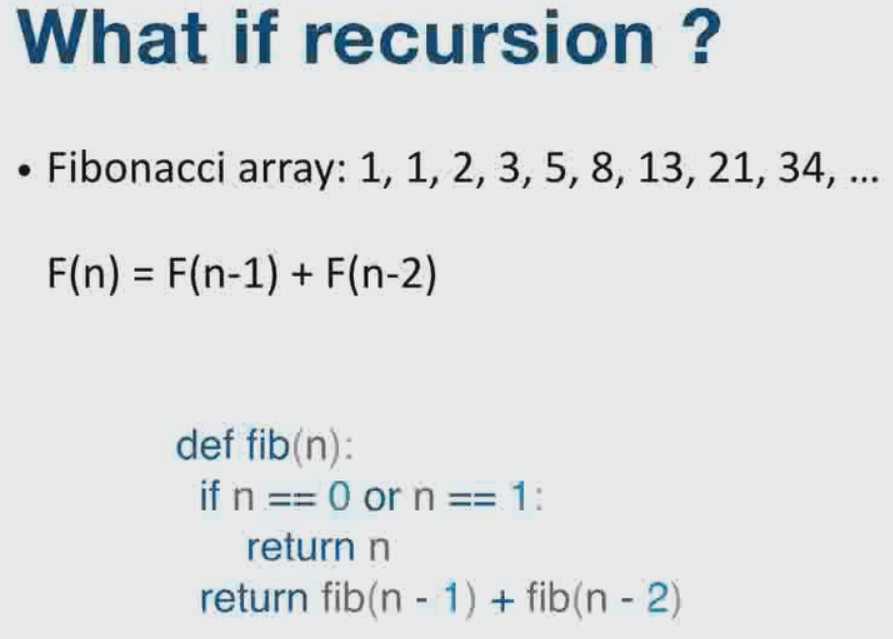 What if recursion ?
• Fibonacci array: 1, 1, 2, 3, 5, 8, 13, 21, 34, ...
F(n) = F(n-1) + F(n-2)
def fib(n):
if n == 0 or n == 1:
return n
return fib(n - 1) + fib(n - 2)